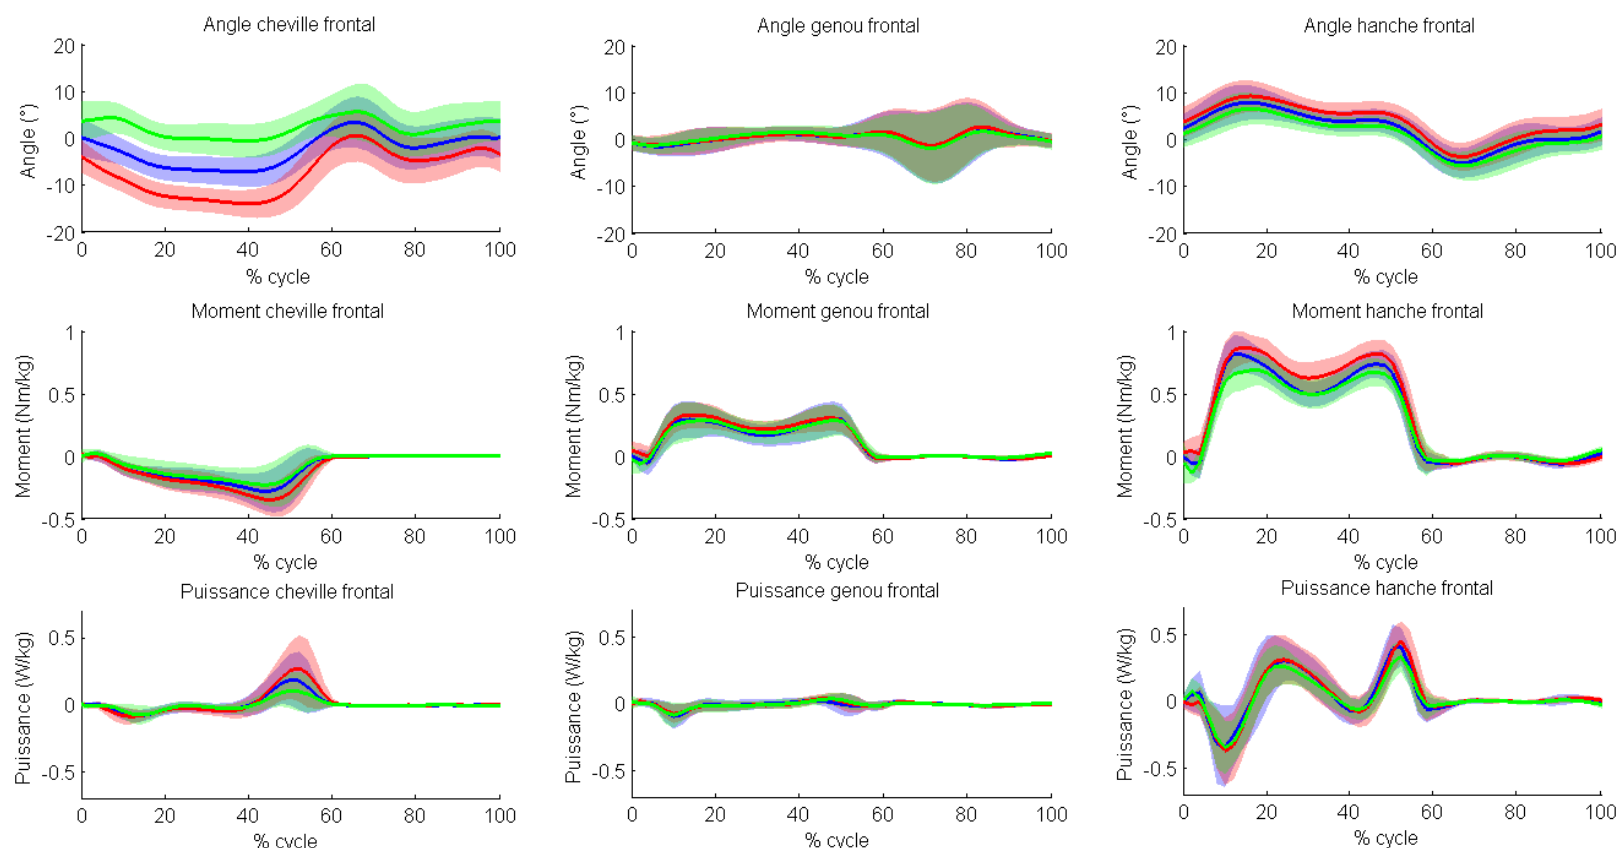 Angle cheville frontal
Angle genou frontal
Angle hanche frontal
20
10
0
-10
-20
Angle (°)
0 20 40 60 80 100
% cycle
20
10
0
-10
-20
Angle (°)
0 20 40 60 80 100
% cycle
20
10
0
-10
-20
Angle (°)
0 20 40 60 80 100
% cycle
Moment cheville frontal
Moment genou frontal
Moment hanche frontal
1
0.5
0
-0.5
Moment (Nm/kg)
0 20 40 60 80 100
% cycle
1
0.5
0
-0.5
Moment (Nm/kg)
0 20 40 60 80 100
% cycle
1
0.5
0
-0.5
Moment (Nm/kg)
0 20 40 60 80 100
% cycle
Puissance cheville frontal
Puissance genou frontal
Puissance hanche frontal
0.5
0
-0.5
Puissance (W/kg)
0 20 40 60 80 100
% cycle
0.5
0
-0.5
Puissance (W/kg)
0 20 40 60 80 100
% cycle
0.5
0
-0.5
Puissance (W/kg)
0 20 40 60 80 100
% cycle